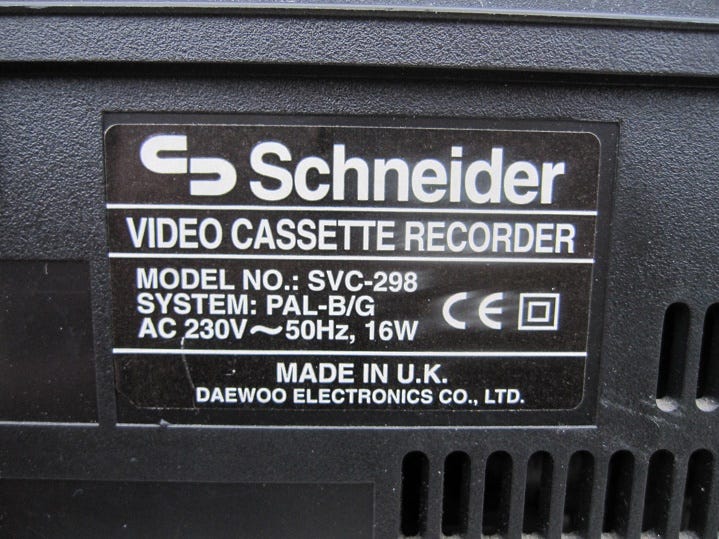 Schneider
VIDEO CASSETTE RECORDER
MODEL NO.: SVC-298
SYSTEM: PAL-B/G
AC 230V~50Hz, 16W
CE
MADE IN U.K.
DAEWOO ELECTRONICS CO., LTD.